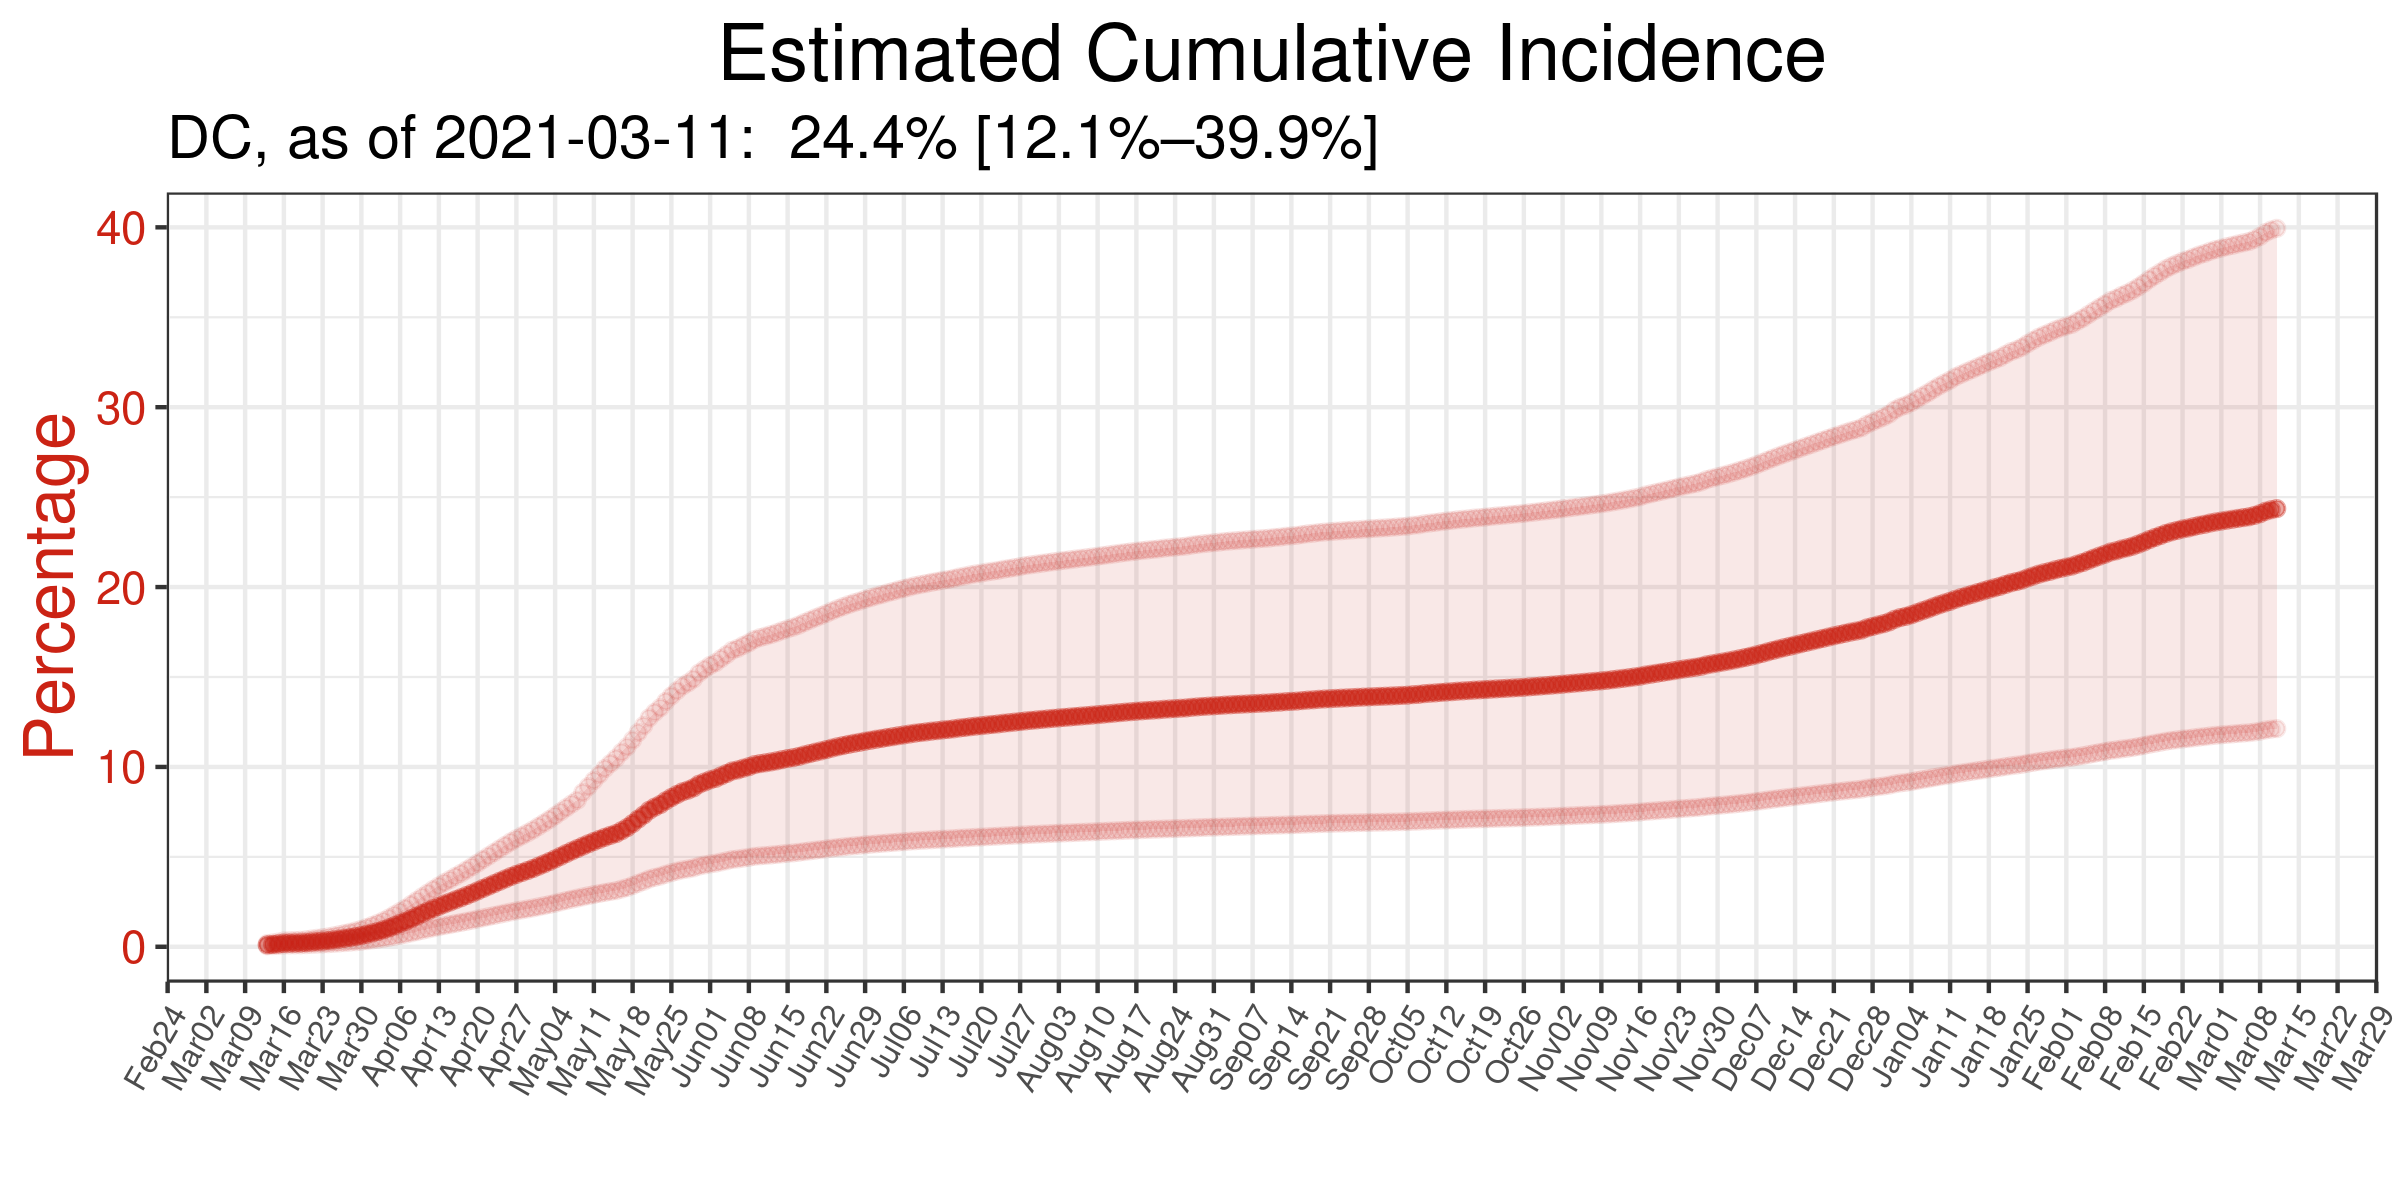 Estimated Cumulative Incidence
DC, as of 2021-03-11:  24.4% [12.1%–39.9%]
Percentage
40
30
20
10
0
Feb24
Mar02
Mar09
Mar16
Mar23
Mar30
Apr06
Apr13
Apr20
Apr27
May04
May11
May18
May25
Jun01
Jun08
Jun15
Jun22
Jun29
Jul06
Jul13
Jul20
Jul27
Aug03
Aug10
Aug17
Aug24
Aug31
Sep07
Sep14
Sep21
Sep28
Oct05
Oct12
Oct19
Oct26
Nov02
Nov09
Nov16
Nov23
Nov30
Dec07
Dec14
Dec21
Dec28
Jan04
Jan11
Jan18
Jan25
Feb01
Feb08
Feb15
Feb22
Mar01
Mar08
Mar15
Mar22
Mar29